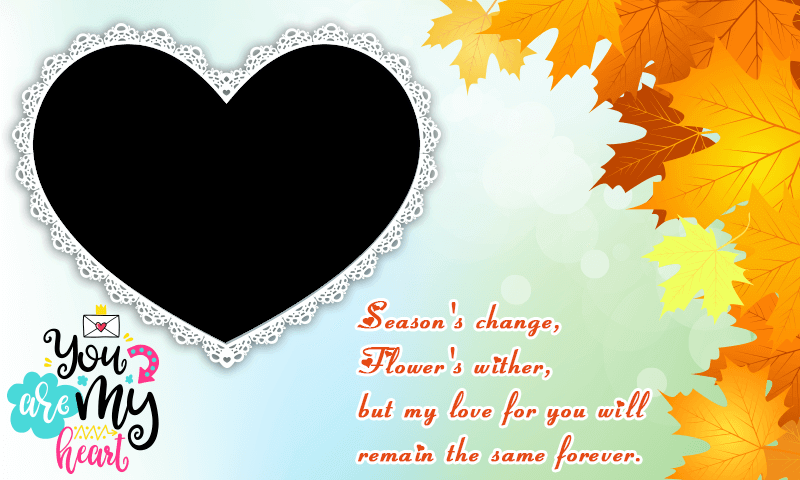 Season's change,
Flower's wither,
but my love for you will
remain the same forever.
You
are my
heart